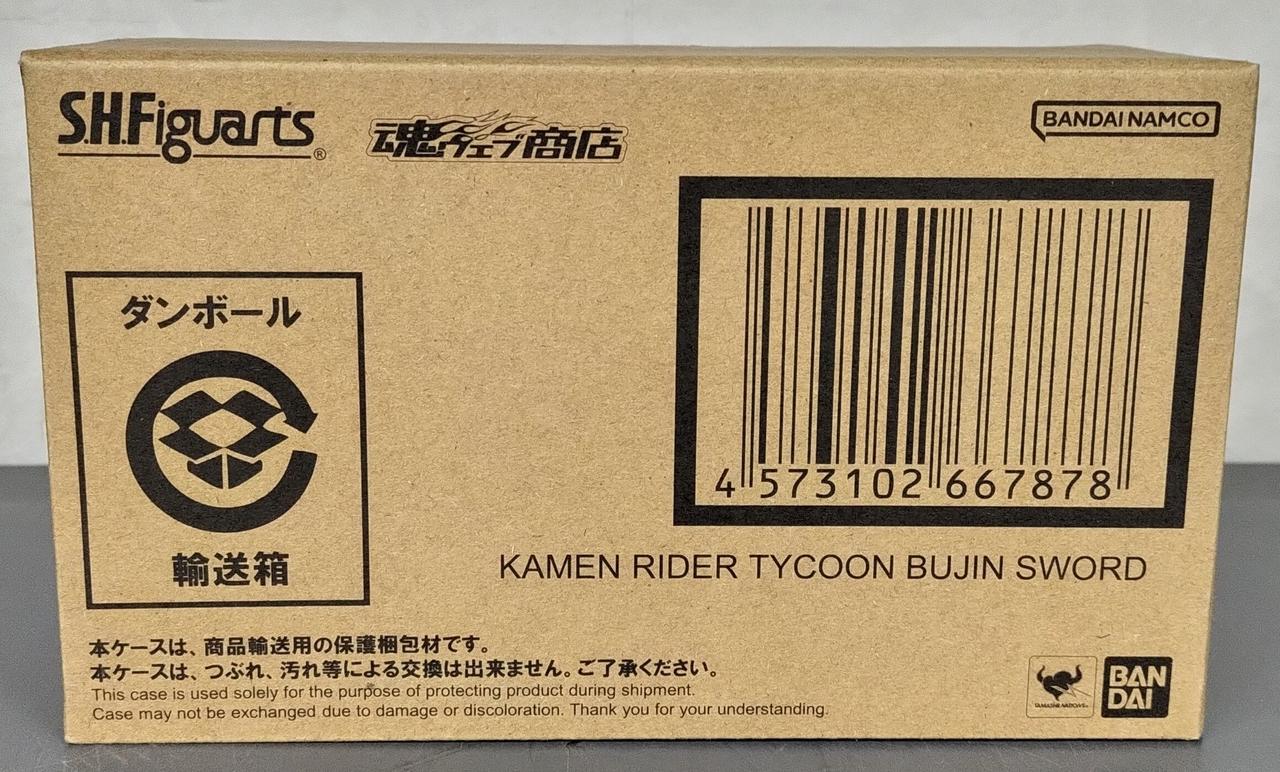 S.H.Figuarts®
魂ウェブ商店
BANDAI NAMCO
ダンボール
輸送箱
4 573102 667878
KAMEN RIDER TYCOON BUJIN SWORD
本ケースは、商品輸送用の保護梱包材です。
本ケースは、つぶれ、汚れ等による交換は出来ません。ご了承ください。
This case is used solely for the purpose of protecting product during shipment.
Case may not be exchanged due to damage or discoloration. Thank you for your understanding.
TAMASHII NATIONS
BAN
DAI